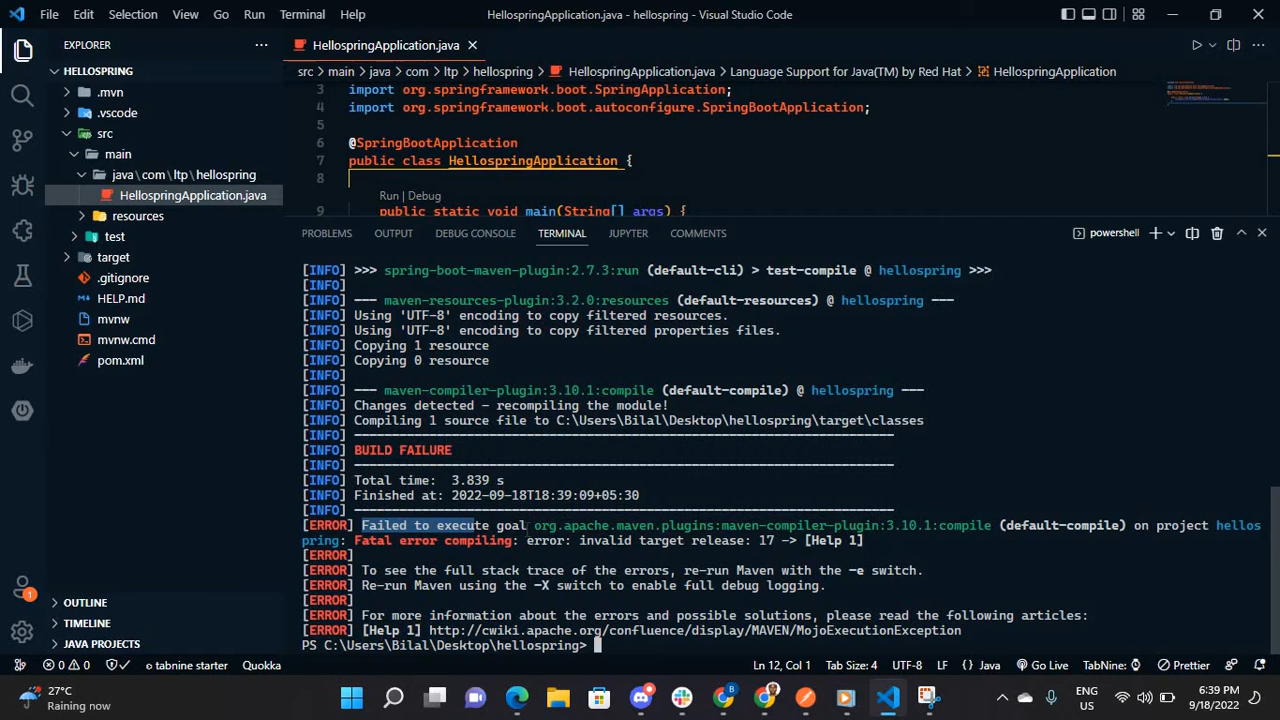 File Edit Selection View Go Run Terminal Help
HellospringApplication.java - hellospring - Visual Studio Code
EXPLORER
HELLOSPRING
.mvn
.vscode
src
main
java\com\ltp\hellospring
HellospringApplication.java
resources
test
target
.gitignore
HELP.md
mvnw
mvnw.cmd
pom.xml
OUTLINE
TIMELINE
JAVA PROJECTS
1
HellospringApplication.java
src > main > java > com > ltp > hellospring > HellospringApplication.java > Language Support for Java(TM) by Red Hat > HellospringApplication
3 import org.springframework.boot.SpringApplication;
4 import org.springframework.boot.autoconfigure.SpringBootApplication;
5
6 @SpringBootApplication
7 public class HellospringApplication {
8
Run | Debug
9 public static void main(String[] args) {
PROBLEMS OUTPUT DEBUG CONSOLE TERMINAL JUPYTER COMMENTS
powershell
[INFO] >>> spring-boot-maven-plugin:2.7.3:run (default-cli) > test-compile @ hellospring >>>
[INFO]
[INFO] --- maven-resources-plugin:3.2.0:resources (default-resources) @ hellospring ---
[INFO] Using 'UTF-8' encoding to copy filtered resources.
[INFO] Using 'UTF-8' encoding to copy filtered properties files.
[INFO] Copying 1 resource
[INFO] Copying 0 resource
[INFO]
[INFO] --- maven-compiler-plugin:3.10.1:compile (default-compile) @ hellospring ---
[INFO] Changes detected - recompiling the module!
[INFO] Compiling 1 source file to C:\Users\Bilal\Desktop\hellospring\target\classes
[INFO] ------------------------------------------------------------------------
[INFO] BUILD FAILURE
[INFO] ------------------------------------------------------------------------
[INFO] Total time:  3.839 s
[INFO] Finished at: 2022-09-18T18:39:09+05:30
[INFO] ------------------------------------------------------------------------
[ERROR] Failed to execute goal org.apache.maven.plugins:maven-compiler-plugin:3.10.1:compile (default-compile) on project hellos
pring: Fatal error compiling: error: invalid target release: 17 -> [Help 1]
[ERROR]
[ERROR] To see the full stack trace of the errors, re-run Maven with the -e switch.
[ERROR] Re-run Maven using the -X switch to enable full debug logging.
[ERROR]
[ERROR] For more information about the errors and possible solutions, please read the following articles:
[ERROR] [Help 1] http://cwiki.apache.org/confluence/display/MAVEN/MojoExecutionException
PS C:\Users\Bilal\Desktop\hellospring>
0 0 tabnine starter Quokka
Ln 12, Col 1 Tab Size: 4 UTF-8 LF {} Java Go Live TabNine: Prettier
27°C
Raining now
B
ENG
US
6:39 PM
9/18/2022